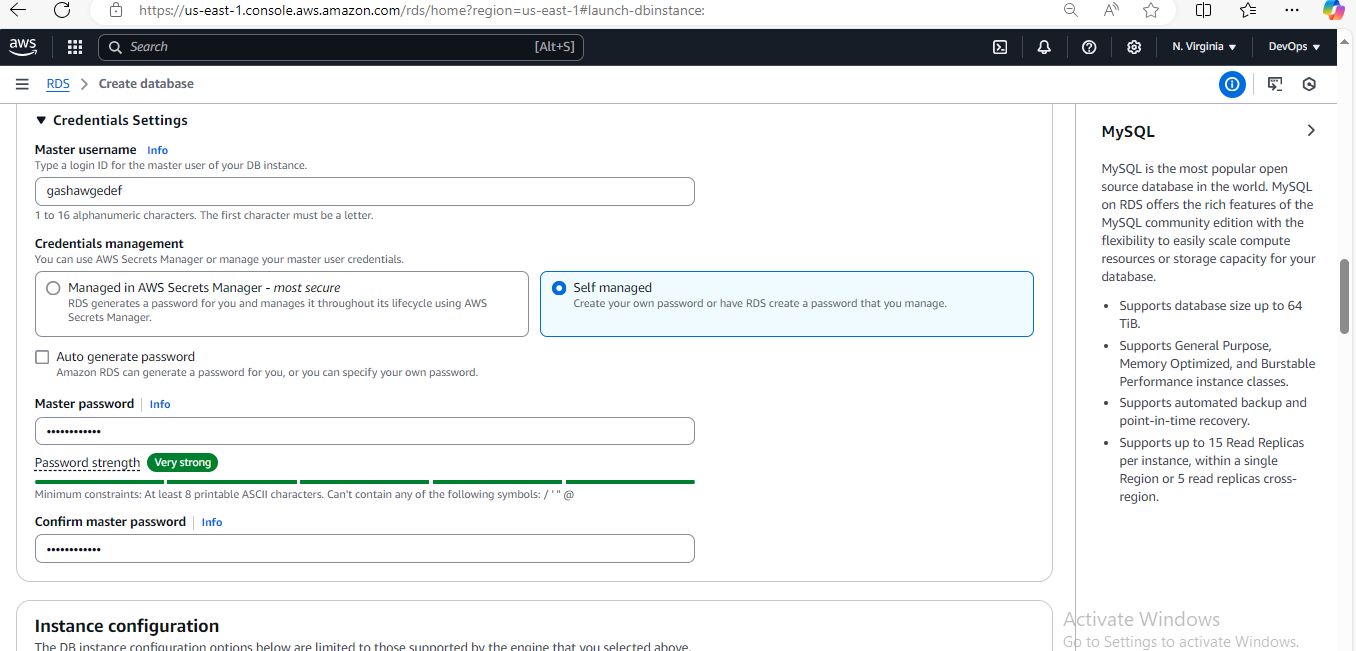 https://us-east-1.console.aws.amazon.com/rds/home?region=us-east-1#launch-dbinstance:
aws
Search
[Alt+S]
N. Virginia
DevOps
RDS
Create database
Credentials Settings
Master username Info
Type a login ID for the master user of your DB instance.
gashawgedef
1 to 16 alphanumeric characters. The first character must be a letter.
Credentials management
You can use AWS Secrets Manager or manage your master user credentials.
Managed in AWS Secrets Manager - most secure
RDS generates a password for you and manages it throughout its lifecycle using AWS
Secrets Manager.
Self managed
Create your own password or have RDS create a password that you manage.
Auto generate password
Amazon RDS can generate a password for you, or you can specify your own password.
Master password Info
••••••••••••
Password strength Very strong
Minimum constraints: At least 8 printable ASCII characters. Can't contain any of the following symbols: / ' " @
Confirm master password Info
••••••••••••
Instance configuration
The DB instance configuration options below are limited to those supported by the engine that you selected above.
MySQL
MySQL is the most popular open
source database in the world. MySQL
on RDS offers the rich features of the
MySQL community edition with the
flexibility to easily scale compute
resources or storage capacity for your
database.
• Supports database size up to 64
TiB.
• Supports General Purpose,
Memory Optimized, and Burstable
Performance instance classes.
• Supports automated backup and
point-in-time recovery.
• Supports up to 15 Read Replicas
per instance, within a single
Region or 5 read replicas cross-
region.
Activate Windows
Go to Settings to activate Windows.